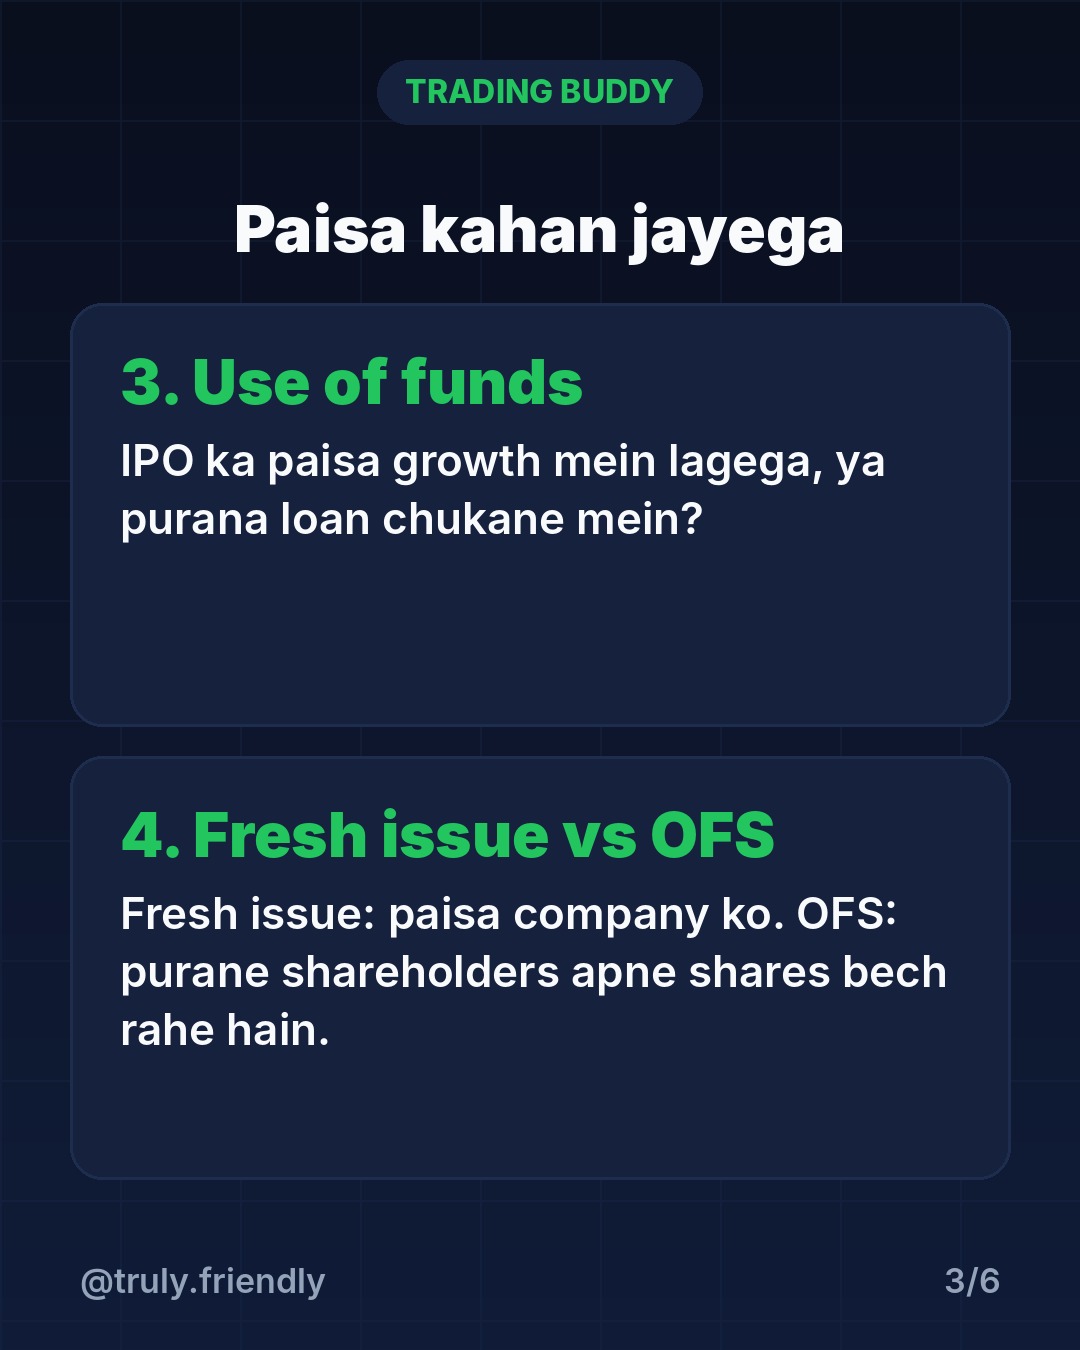 TRADING BUDDY
Paisa kahan jayega
3. Use of funds
IPO ka paisa growth mein lagega, ya
purana loan chukane mein?
4. Fresh issue vs OFS
Fresh issue: paisa company ko. OFS:
purane shareholders apne shares bech
rahe hain.
@truly.friendly
3/6